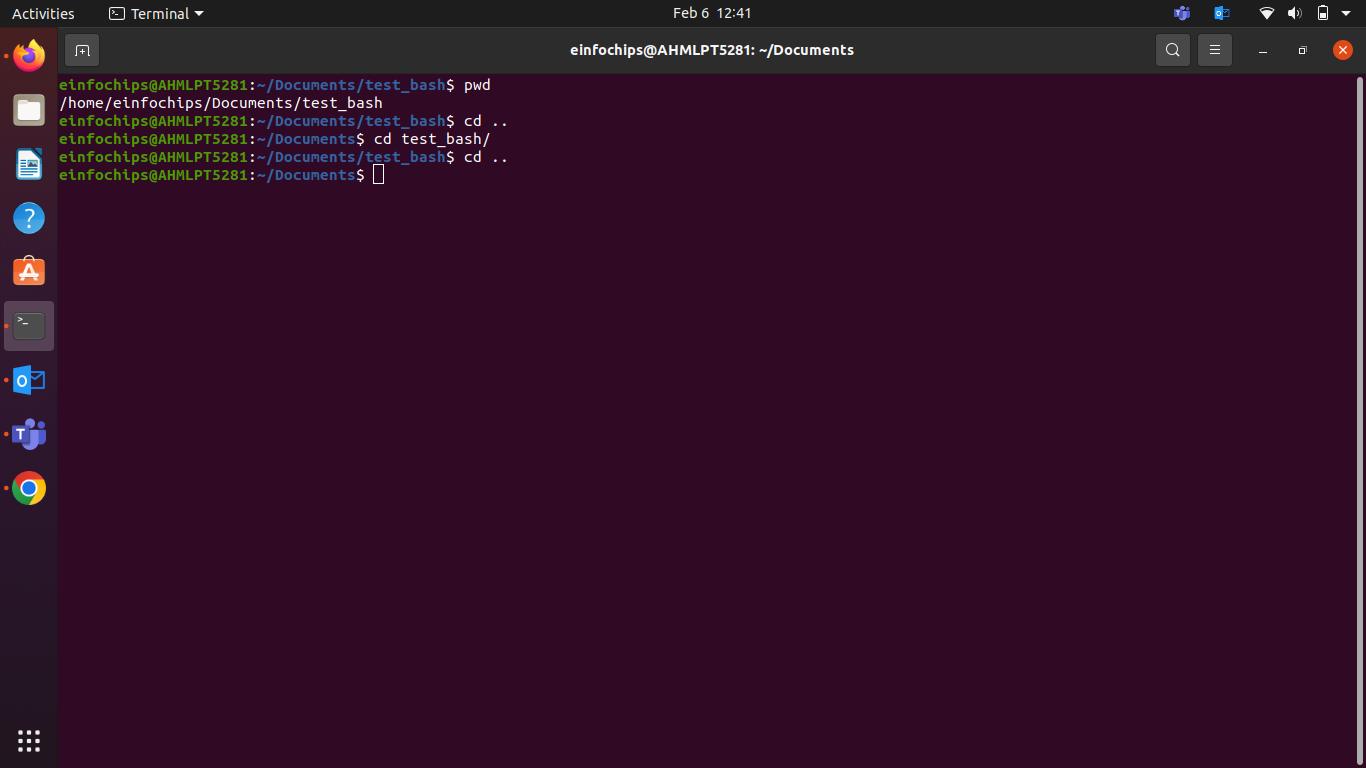 Activities Terminal Feb 6 12:41
einfochips@AHMLPT5281: ~/Documents
einfochips@AHMLPT5281:~/Documents/test_bash$ pwd
/home/einfochips/Documents/test_bash
einfochips@AHMLPT5281:~/Documents/test_bash$ cd ..
einfochips@AHMLPT5281:~/Documents$ cd test_bash/
einfochips@AHMLPT5281:~/Documents/test_bash$ cd ..
einfochips@AHMLPT5281:~/Documents$